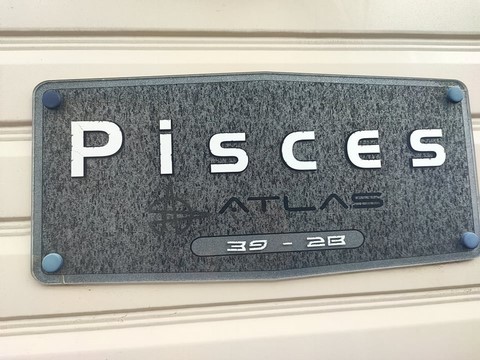 Pisces
ATLAS
39 - 2B